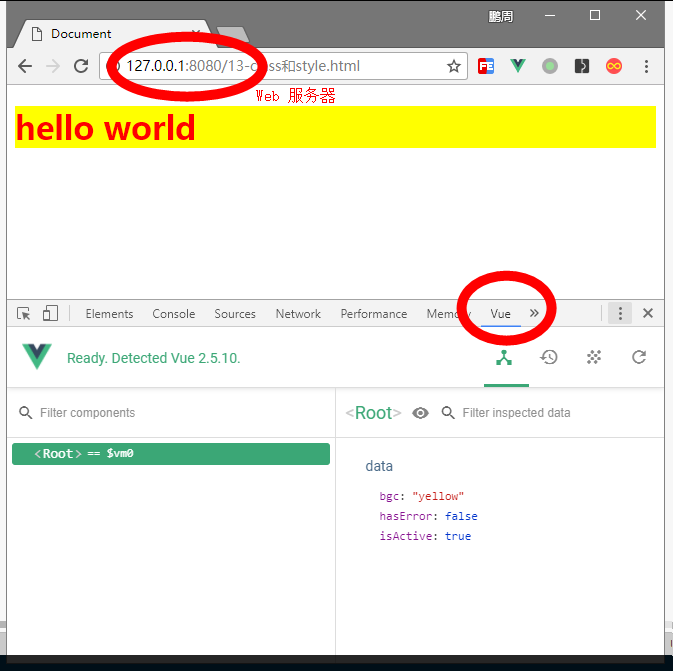 鹏周
Document
127.0.0.1:8080/13-class和style.html
Web 服务器
hello world
Elements Console Sources Network Performance Memory Vue »
Ready. Detected Vue 2.5.10.
Filter components
<Root> Filter inspected data
<Root> == $vm0
data
bgc: "yellow"
hasError: false
isActive: true